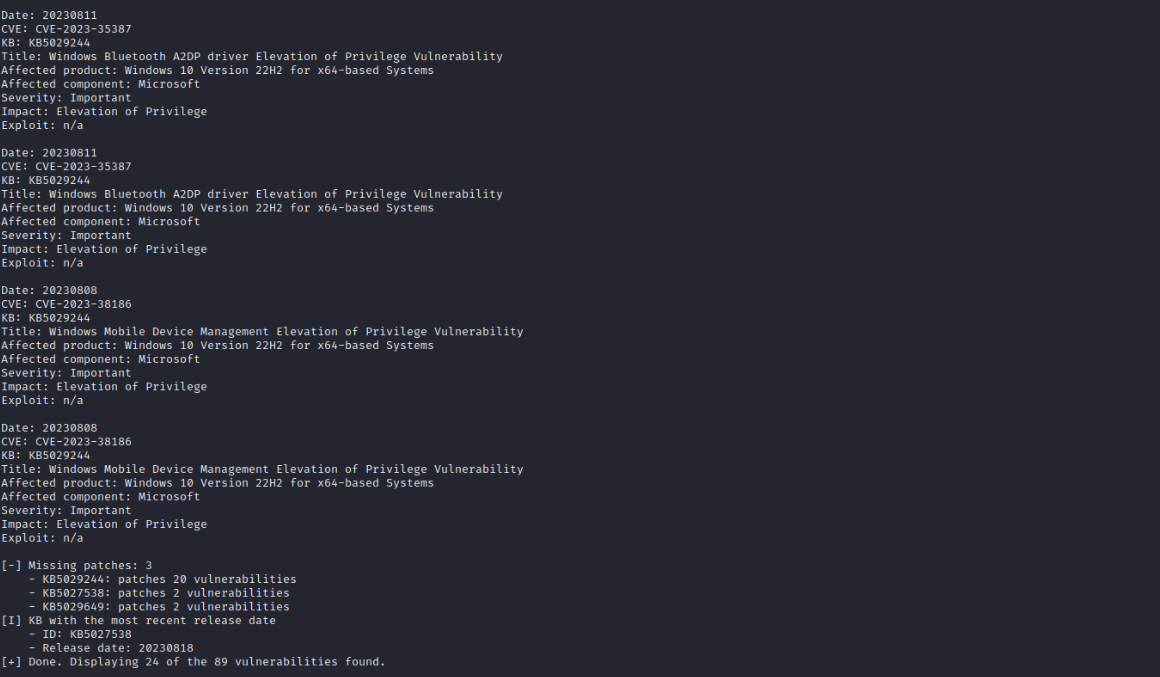 Date: 20230811
CVE: CVE-2023-35387
KB: KB5029244
Title: Windows Bluetooth A2DP driver Elevation of Privilege Vulnerability
Affected product: Windows 10 Version 22H2 for x64-based Systems
Affected component: Microsoft
Severity: Important
Impact: Elevation of Privilege
Exploit: n/a

Date: 20230811
CVE: CVE-2023-35387
KB: KB5029244
Title: Windows Bluetooth A2DP driver Elevation of Privilege Vulnerability
Affected product: Windows 10 Version 22H2 for x64-based Systems
Affected component: Microsoft
Severity: Important
Impact: Elevation of Privilege
Exploit: n/a

Date: 20230808
CVE: CVE-2023-38186
KB: KB5029244
Title: Windows Mobile Device Management Elevation of Privilege Vulnerability
Affected product: Windows 10 Version 22H2 for x64-based Systems
Affected component: Microsoft
Severity: Important
Impact: Elevation of Privilege
Exploit: n/a

Date: 20230808
CVE: CVE-2023-38186
KB: KB5029244
Title: Windows Mobile Device Management Elevation of Privilege Vulnerability
Affected product: Windows 10 Version 22H2 for x64-based Systems
Affected component: Microsoft
Severity: Important
Impact: Elevation of Privilege
Exploit: n/a

[-] Missing patches: 3
    - KB5029244: patches 20 vulnerabilities
    - KB5027538: patches 2 vulnerabilities
    - KB5029649: patches 2 vulnerabilities
[I] KB with the most recent release date
    - ID: KB5027538
    - Release date: 20230818
[+] Done. Displaying 24 of the 89 vulnerabilities found.